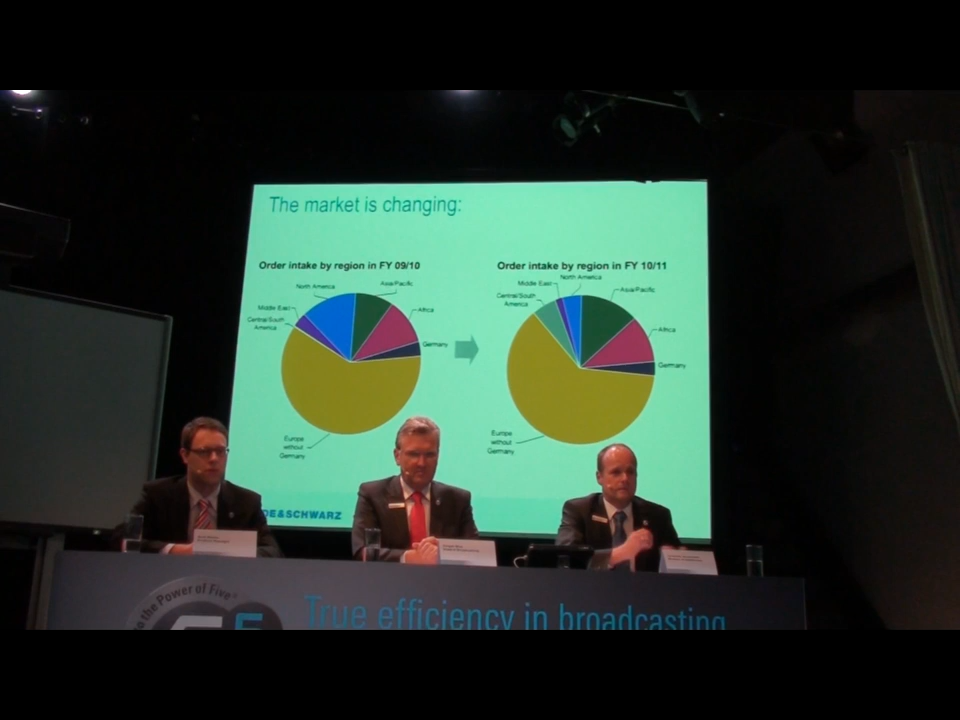 The market is changing:
Order intake by region in FY 09/10
North America
Asia/Pacific
Middle East
Africa
Central/South
America
Germany
Europe
without
Germany
Order intake by region in FY 10/11
North America
Middle East
Asia/Pacific
Central/South
America
Africa
Germany
Europe
without
Germany
DE&SCHWARZ
to the Power of Five
True efficiency in broadcasting